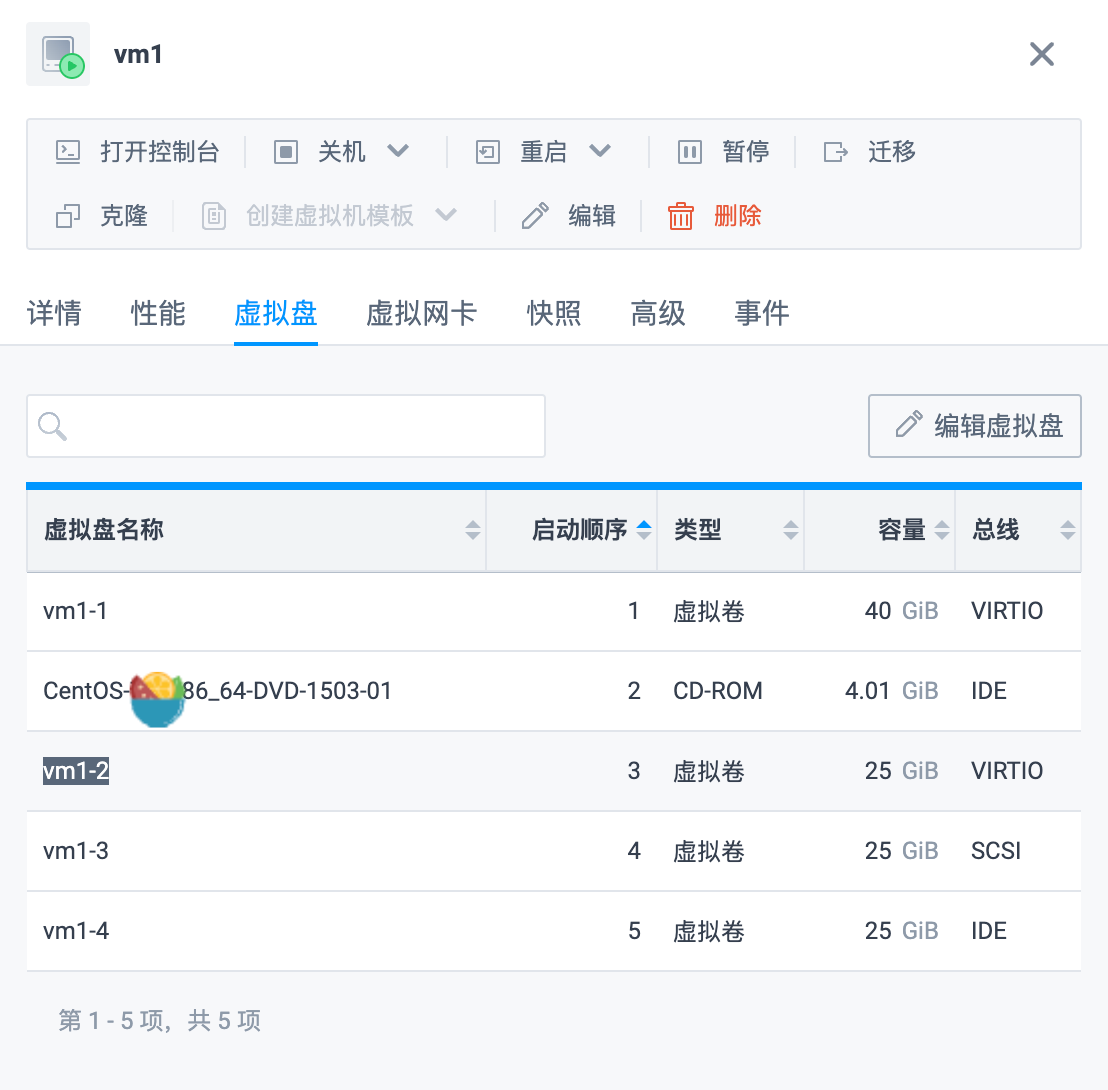 vm1
打开控制台 关机 重启 暂停 迁移
克隆 创建虚拟机模板 编辑 删除
详情 性能 虚拟盘 虚拟网卡 快照 高级 事件
编辑虚拟盘
虚拟盘名称 启动顺序 类型 容量 总线
vm1-1 1 虚拟卷 40 GiB VIRTIO
CentOS- 86_64-DVD-1503-01 2 CD-ROM 4.01 GiB IDE
vm1-2 3 虚拟卷 25 GiB VIRTIO
vm1-3 4 虚拟卷 25 GiB SCSI
vm1-4 5 虚拟卷 25 GiB IDE
第 1 - 5 项，共 5 项